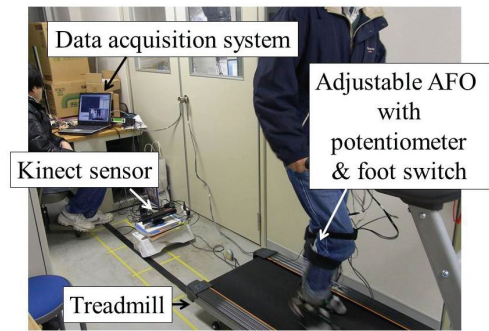 Data acquisition system
Adjustable AFO
with
potentiometer
& foot switch
Kinect sensor
Treadmill